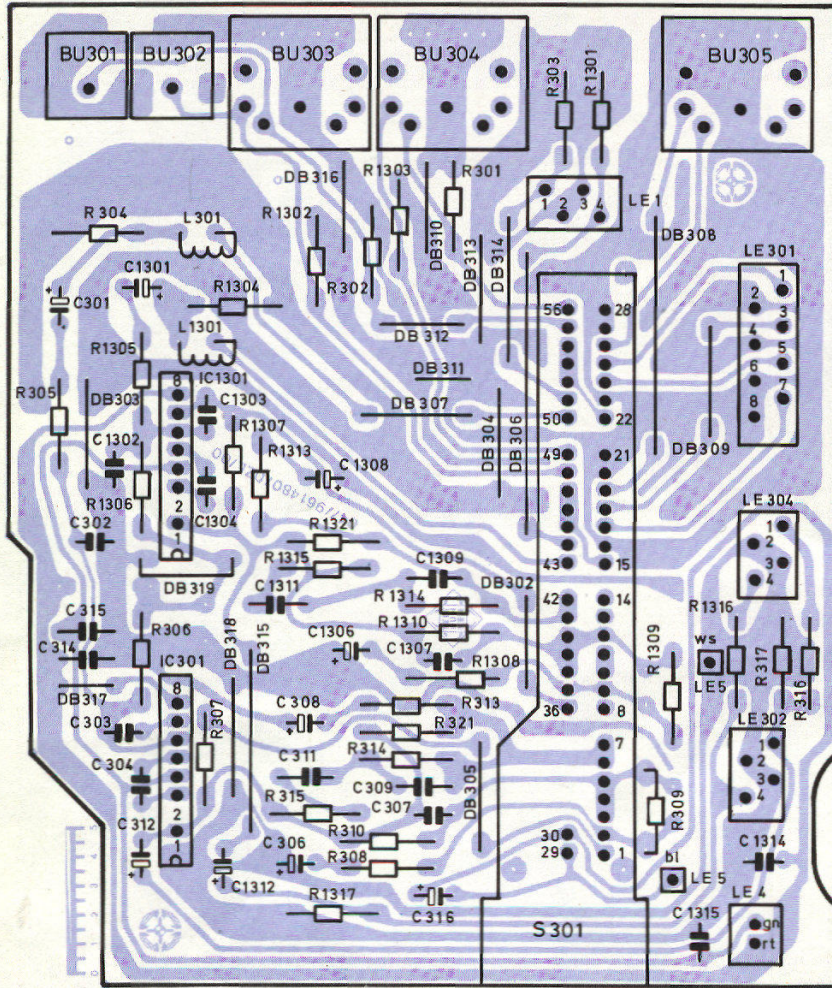 BU301 BU302 BU303 BU304 BU305
R303 R1301
DB316 R1303 R301
1 2 3 4 LE1
R304 L301 R1302 DB310 DB313 DB314 DB308 LE301
C1301 R302
C301 R1304
56 28
1 2 3 4 5 6 7 8
L1301 DB312
R1305 IC1301
DB311
R305 DB303 8 C1303 R1307
DB307 DB304 DB306
50 22
C1302 R1313 49 21 DB309
C1308
R1306 2 C1304
LE304
C302 1 R1321
1 2 3 4
R1315 C1309 43 15
DB319 C1311 R1314 DB302 42 14
C315 R306 DB318 DB315 R1310 R1316
C314 C1306 C1307 R1309 ws
IC301 R1308 LE5 R317 R316
DB317 8 R307 C308 R313 36 8
C303 R321 LE302
R314 7 1 2 3 4
C304 C311 C309 DB305
R315 C307 R309
2 R310 30
C312 1 C306 29 1 C1314
R308 bl
LE5
C1312 C316 LE4
R1317 C1315
S301 gn
rt
5
4
3
2
1
0